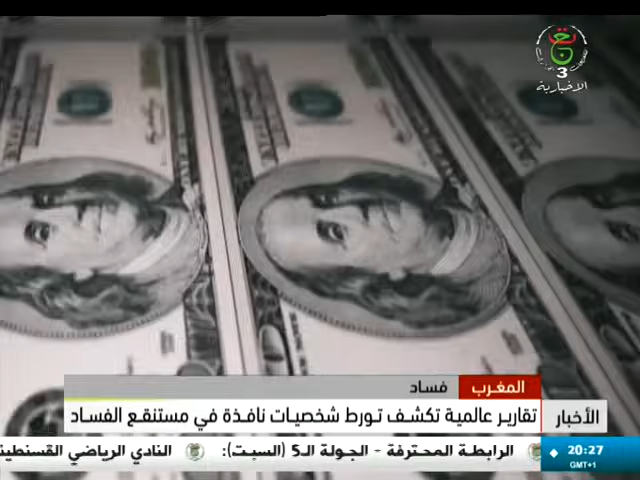 3
الإخبارية
المغرب فساد
الأخبار تقارير عالمية تكشف تورط شخصيات نافذة في مستنقع الفساد
20:27 الرابطة المحترفة - الجولة الـ5 (السبت): النادي الرياضي القسنطيني
GMT+1